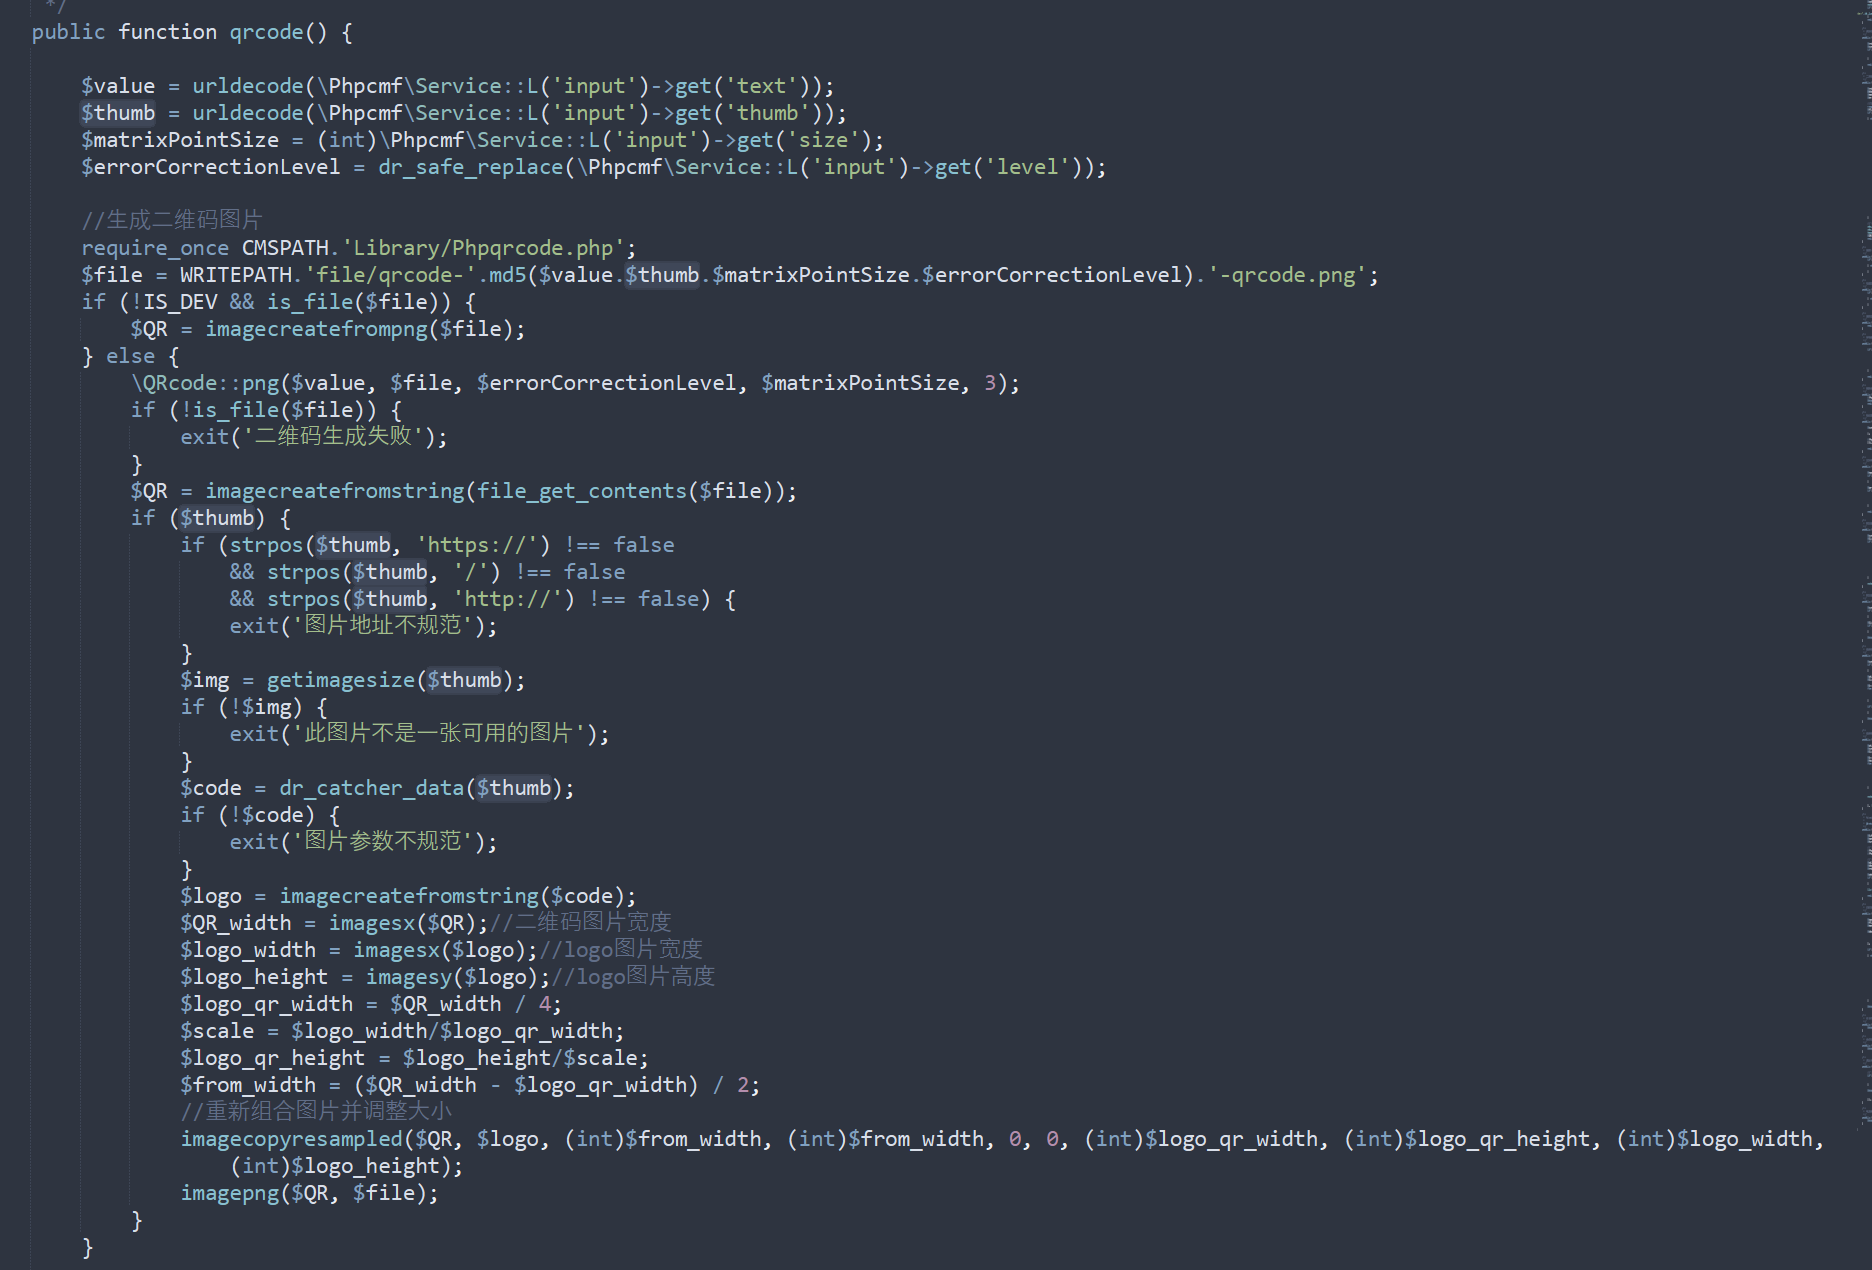 */
public function qrcode() {
$value = urldecode(\Phpcmf\Service::L('input')->get('text'));
$thumb = urldecode(\Phpcmf\Service::L('input')->get('thumb'));
$matrixPointSize = (int)\Phpcmf\Service::L('input')->get('size');
$errorCorrectionLevel = dr_safe_replace(\Phpcmf\Service::L('input')->get('level'));
//生成二维码图片
require_once CMSPATH.'Library/Phpqrcode.php';
$file = WRITEPATH.'file/qrcode-'.md5($value.$thumb.$matrixPointSize.$errorCorrectionLevel).'-qrcode.png';
if (!IS_DEV && is_file($file)) {
$QR = imagecreatefrompng($file);
} else {
\QRcode::png($value, $file, $errorCorrectionLevel, $matrixPointSize, 3);
if (!is_file($file)) {
exit('二维码生成失败');
}
$QR = imagecreatefromstring(file_get_contents($file));
if ($thumb) {
if (strpos($thumb, 'https://') !== false
&& strpos($thumb, '/') !== false
&& strpos($thumb, 'http://') !== false) {
exit('图片地址不规范');
}
$img = getimagesize($thumb);
if (!$img) {
exit('此图片不是一张可用的图片');
}
$code = dr_catcher_data($thumb);
if (!$code) {
exit('图片参数不规范');
}
$logo = imagecreatefromstring($code);
$QR_width = imagesx($QR);//二维码图片宽度
$logo_width = imagesx($logo);//logo图片宽度
$logo_height = imagesy($logo);//logo图片高度
$logo_qr_width = $QR_width / 4;
$scale = $logo_width/$logo_qr_width;
$logo_qr_height = $logo_height/$scale;
$from_width = ($QR_width - $logo_qr_width) / 2;
//重新组合图片并调整大小
imagecopyresampled($QR, $logo, (int)$from_width, (int)$from_width, 0, 0, (int)$logo_qr_width, (int)$logo_qr_height, (int)$logo_width,
(int)$logo_height);
imagepng($QR, $file);
}
}